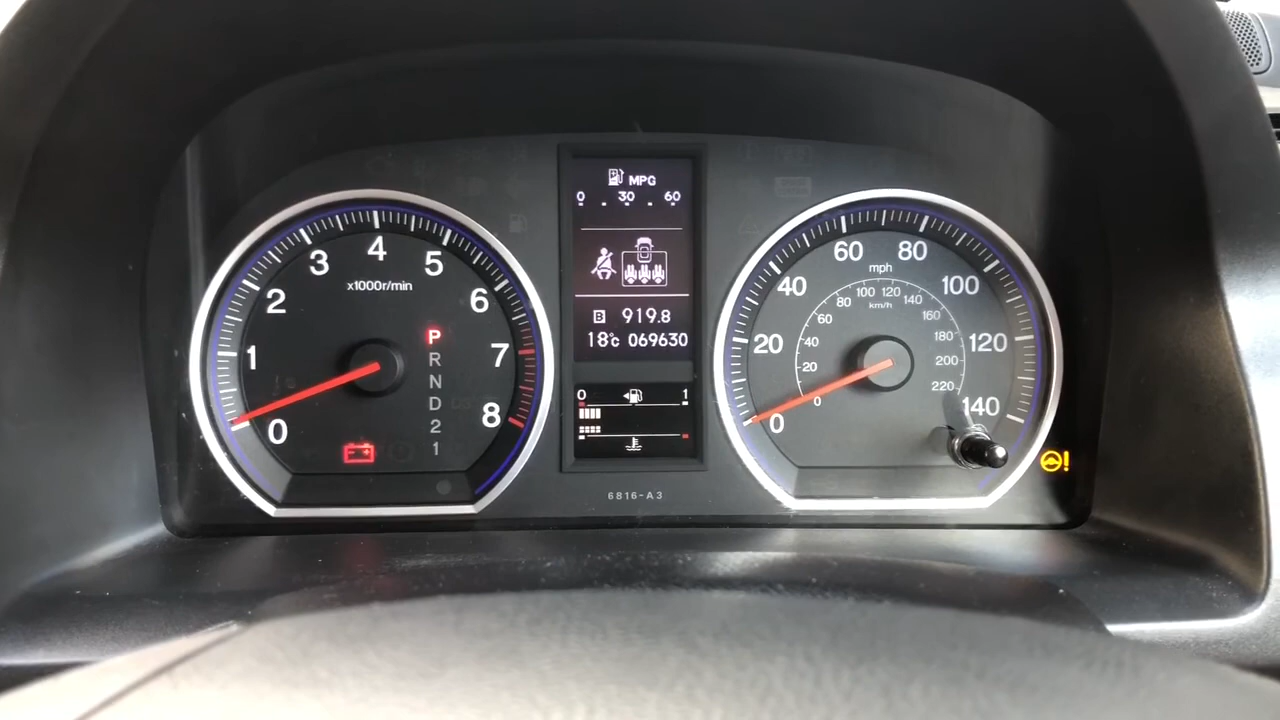 4
3 5
x1000r/min
2 6
1 7
0 8
P
R
N
D
2
1
MPG
0 30 60
B 919.8
18°C 069630
0 1
6816-A3
60 80
mph
40 100
20 120
0 140
100 120
80 140
km/h
60 160
40 180
20 200
0 220
!